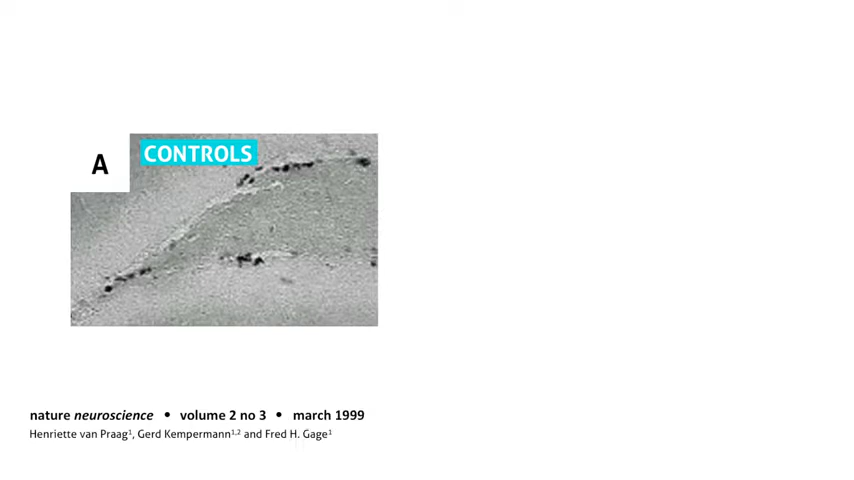 A
CONTROLS
nature neuroscience • volume 2 no 3 • march 1999
Henriette van Praag¹, Gerd Kempermann¹,² and Fred H. Gage¹